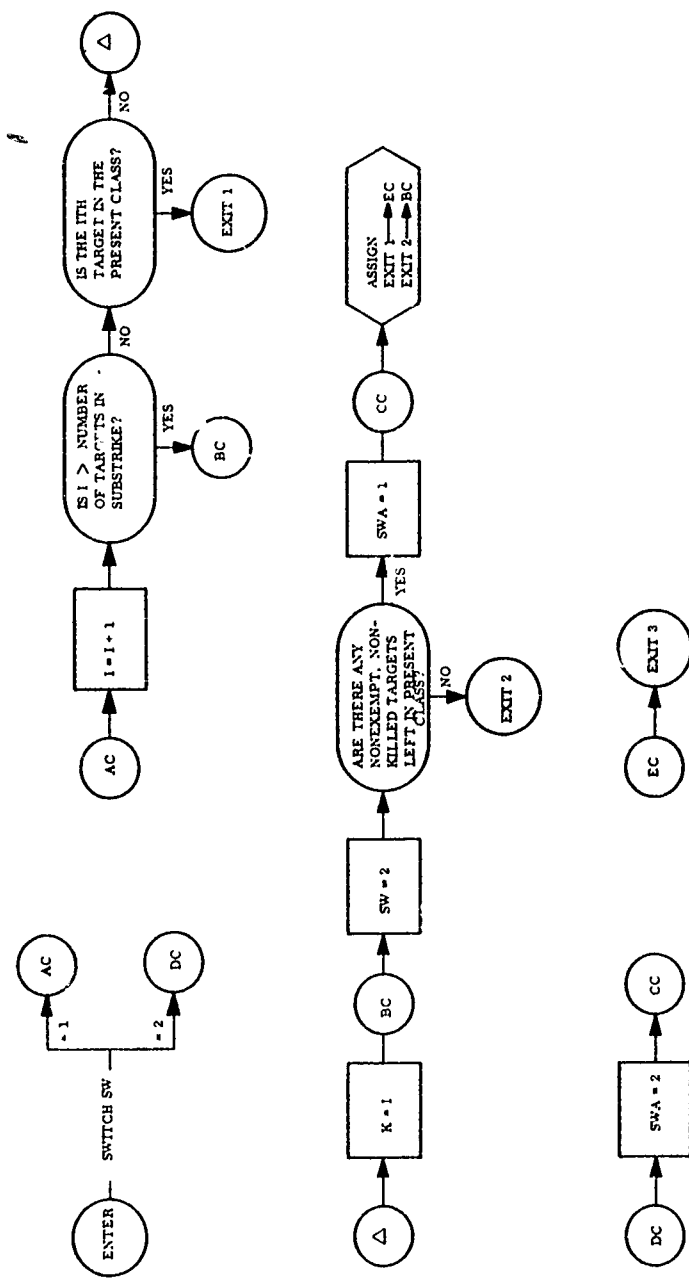 ENTER
SWITCH SW
= 1
AC
= 2
DC
AC
I = I + 1
IS I > NUMBER
OF TARGETS IN
SUBSTRIKE?
YES
BC
NO
IS THE ITH
TARGET IN THE
PRESENT CLASS?
YES
EXIT 1
NO
Δ
Δ
K = I
BC
SW = 2
ARE THERE ANY
NONEXEMPT, NON-
KILLED TARGETS
LEFT IN PRESENT
CLASS?
NO
EXIT 2
YES
SWA = 1
CC
ASSIGN
EXIT 1 → EC
EXIT 2 → BC
DC
SWA = 2
CC
EC
EXIT 3